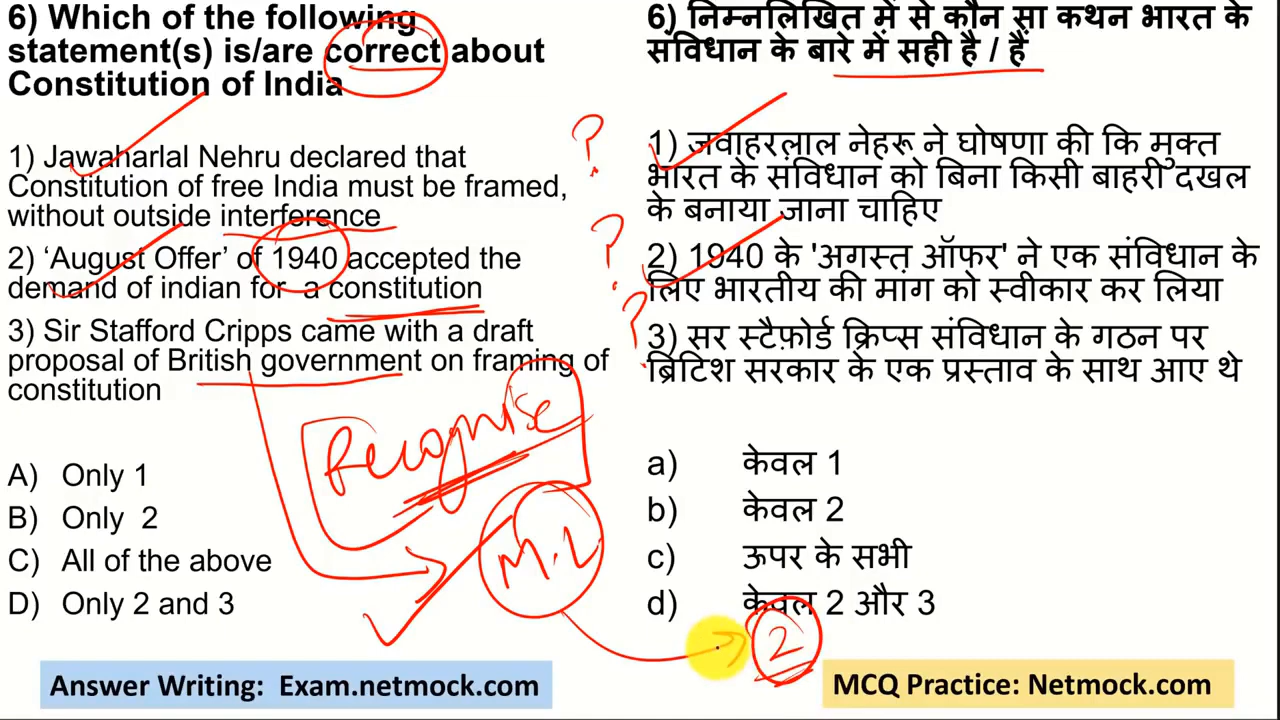 6) Which of the following
statement(s) is/are correct about
Constitution of India
1) Jawaharlal Nehru declared that
Constitution of free India must be framed,
without outside interference
2) ‘August Offer’ of 1940 accepted the
demand of indian for a constitution
3) Sir Stafford Cripps came with a draft
proposal of British government on framing of
constitution
A) Only 1
B) Only 2
C) All of the above
D) Only 2 and 3
6) निम्नलिखित में से कौन सा कथन भारत के
संविधान के बारे में सही है / हैं
1) जवाहरलाल नेहरू ने घोषणा की कि मुक्त
भारत के संविधान को बिना किसी बाहरी दखल
के बनाया जाना चाहिए
2) 1940 के 'अगस्त ऑफर' ने एक संविधान के
लिए भारतीय की मांग को स्वीकार कर लिया
3) सर स्टैफ़ोर्ड क्रिप्स संविधान के गठन पर
ब्रिटिश सरकार के एक प्रस्ताव के साथ आए थे
a) केवल 1
b) केवल 2
c) ऊपर के सभी
d) केवल 2 और 3
?
?
?
Recognise
M.L
2
Answer Writing: Exam.netmock.com
MCQ Practice: Netmock.com